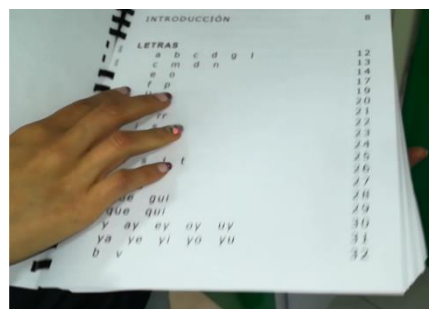 INTRODUCCIÓN 8
LETRAS
a b c d g l 12
c m d n 13
e o 14
f p 17
19
20
21
22
23
24
s i t 25
26
27
gui 28
que qui 29
y ay ey oy uy 30
ya ye yi yo yu 31
b v 32